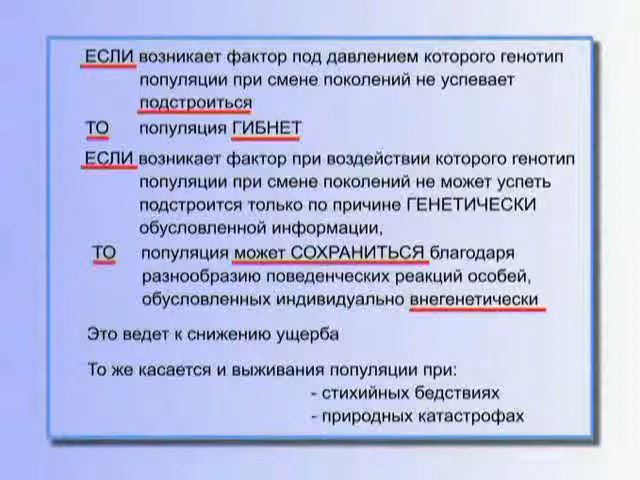 ЕСЛИ возникает фактор под давлением которого генотип
популяции при смене поколений не успевает
подстроиться
ТО популяция ГИБНЕТ
ЕСЛИ возникает фактор при воздействии которого генотип
популяции при смене поколений не может успеть
подстроится только по причине ГЕНЕТИЧЕСКИ
обусловленной информации,
ТО популяция может СОХРАНИТЬСЯ благодаря
разнообразию поведенческих реакций особей,
обусловленных индивидуально внегенетически
Это ведет к снижению ущерба
То же касается и выживания популяции при:
- стихийных бедствиях
- природных катастрофах